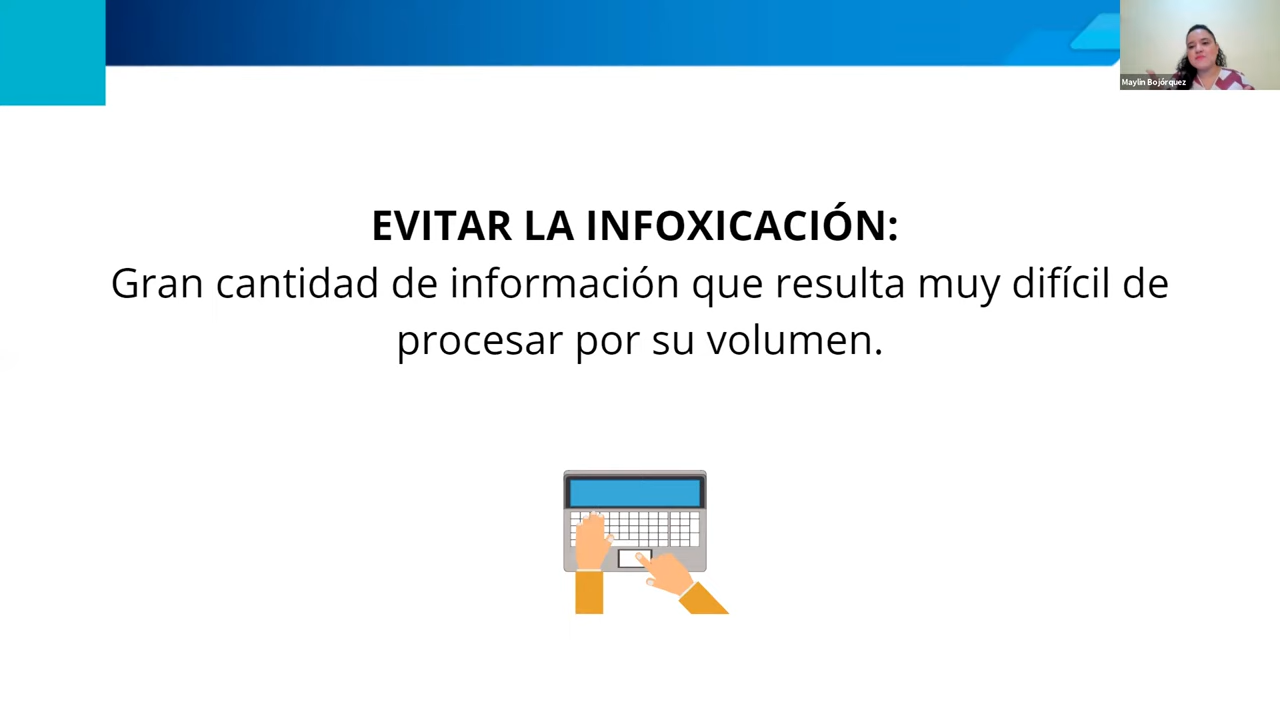 Maylin Bojórquez
EVITAR LA INFOXICACIÓN:
Gran cantidad de información que resulta muy difícil de
procesar por su volumen.